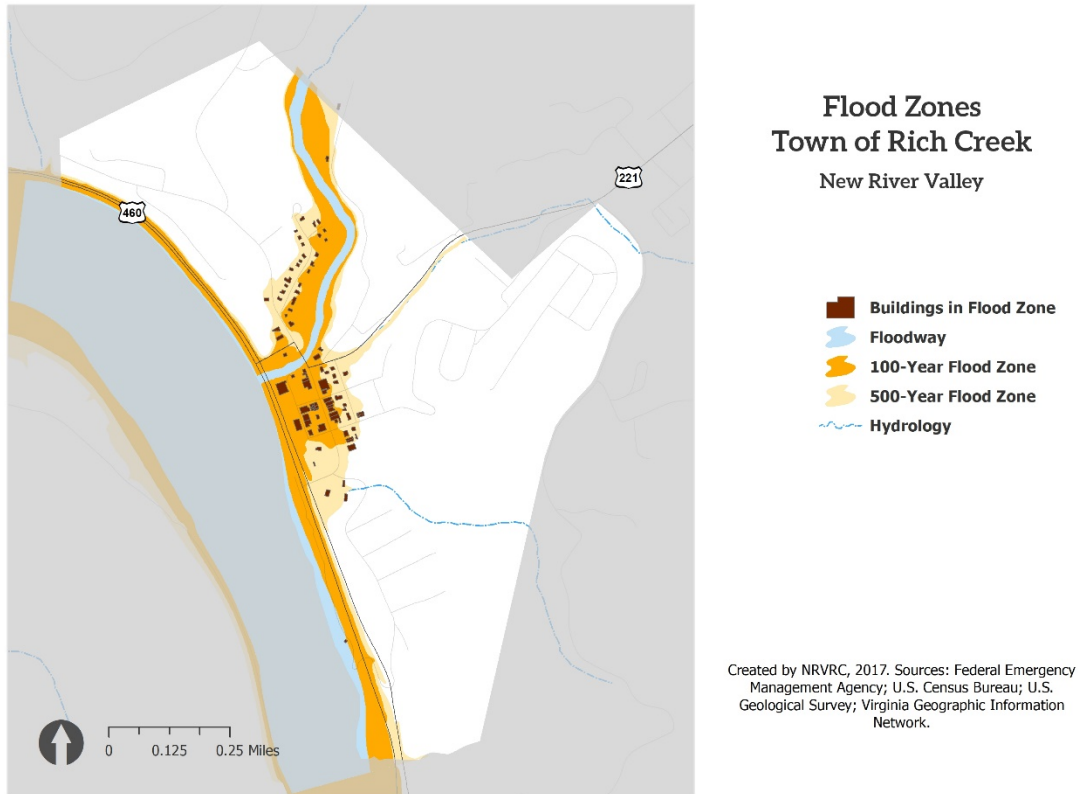 Flood Zones
Town of Rich Creek
New River Valley
221
460
Buildings in Flood Zone
Floodway
100-Year Flood Zone
500-Year Flood Zone
Hydrology
Created by NRVRC, 2017. Sources: Federal Emergency
Management Agency; U.S. Census Bureau; U.S.
Geological Survey; Virginia Geographic Information
Network.
0 0.125 0.25 Miles